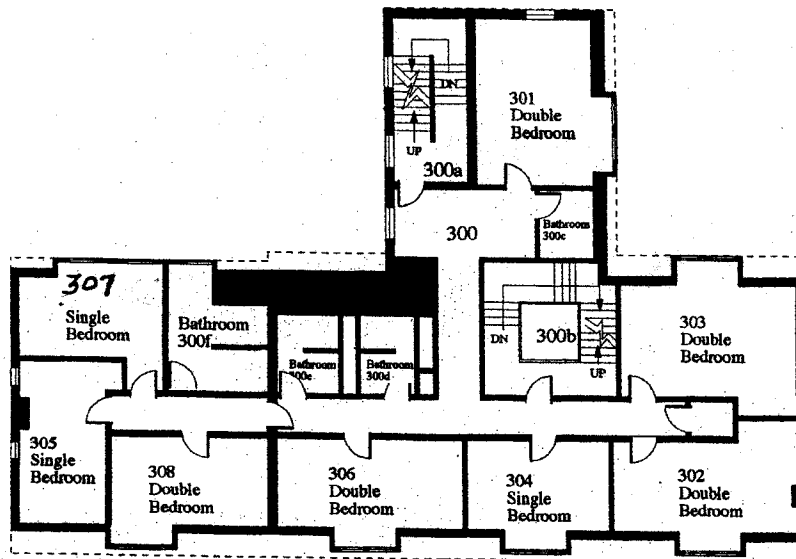 DN
301
Double
Bedroom
UP
300a
300
Bathroom
300c
307
Single
Bedroom
Bathroom
300f
Bathroom
300e
Bathroom
300d
DN
300b
UP
303
Double
Bedroom
305
Single
Bedroom
308
Double
Bedroom
306
Double
Bedroom
304
Single
Bedroom
302
Double
Bedroom